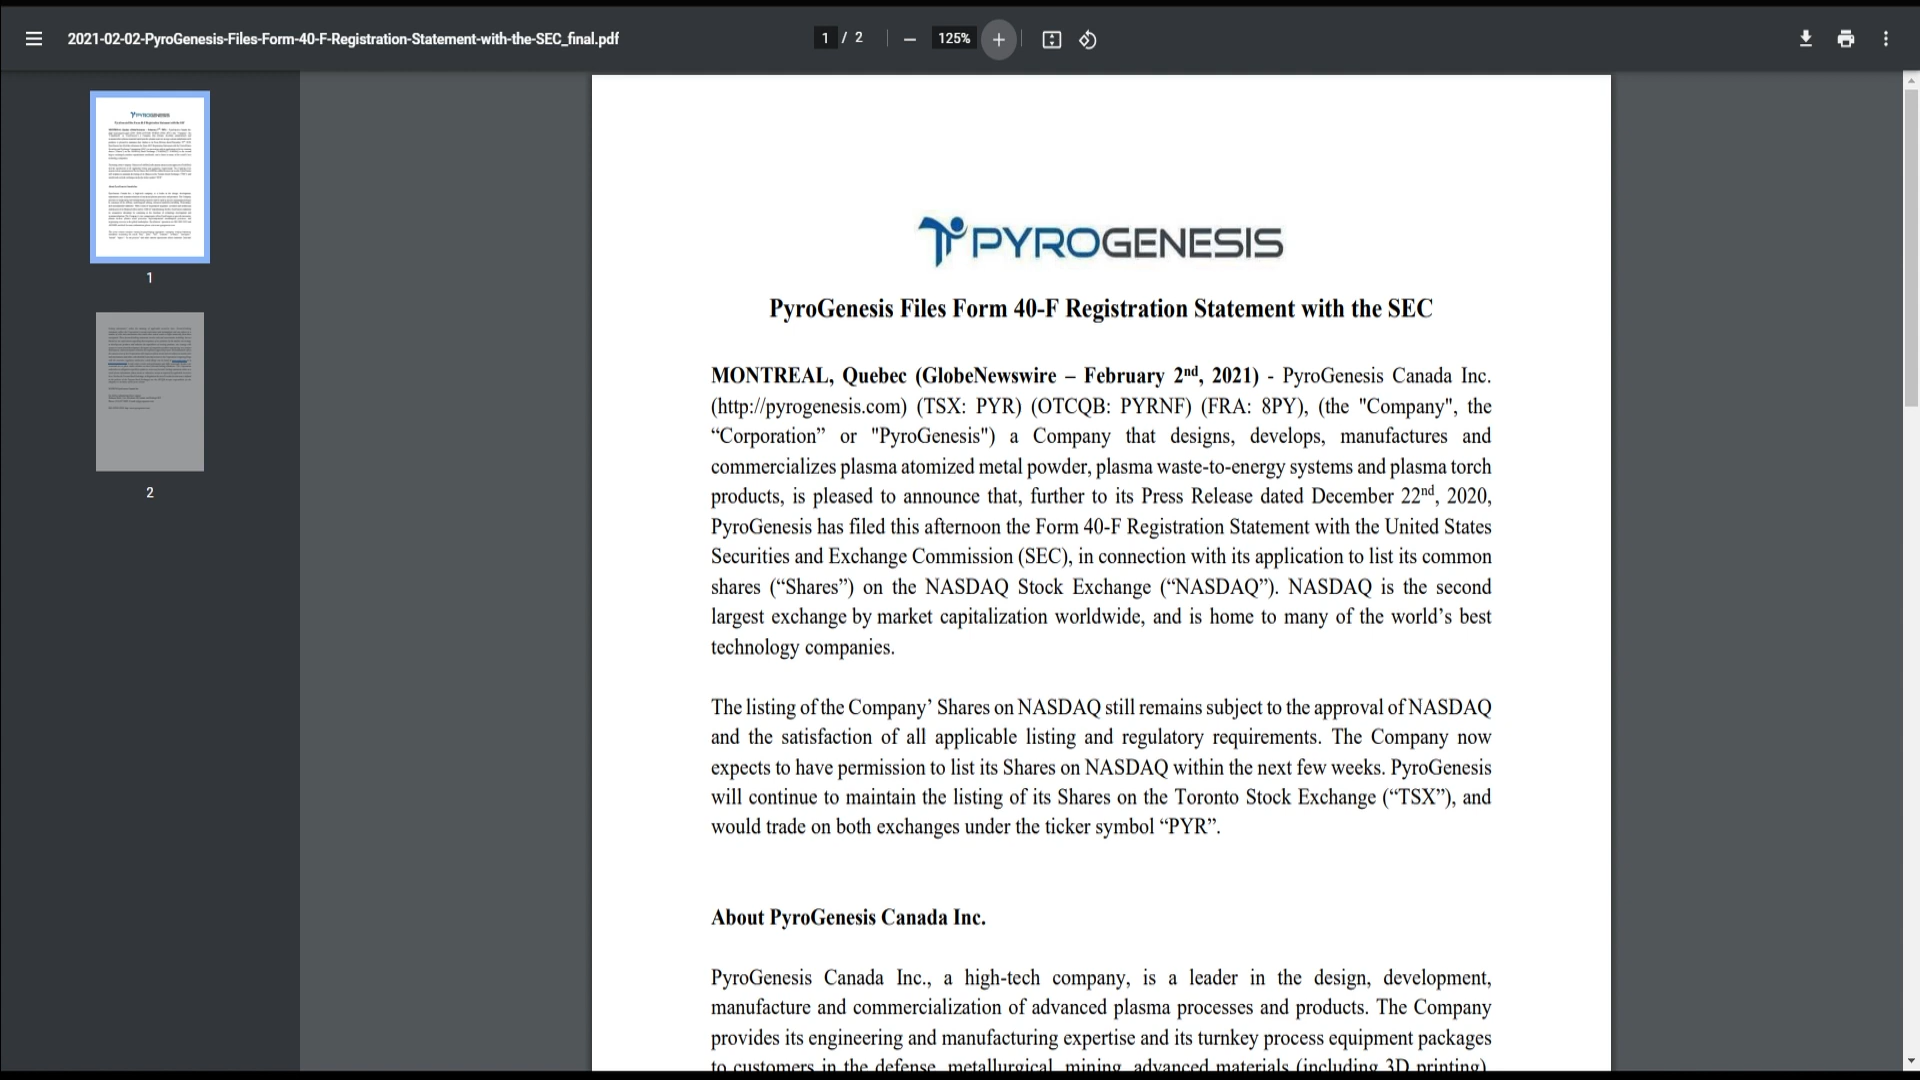 2021-02-02-PyroGenesis-Files-Form-40-F-Registration-Statement-with-the-SEC_final.pdf
1 / 2
125%
1
2
PYROGENESIS
PyroGenesis Files Form 40-F Registration Statement with the SEC
MONTREAL, Quebec (GlobeNewswire – February 2nd, 2021) - PyroGenesis Canada Inc.
(http://pyrogenesis.com) (TSX: PYR) (OTCQB: PYRNF) (FRA: 8PY), (the "Company", the
“Corporation” or "PyroGenesis") a Company that designs, develops, manufactures and
commercializes plasma atomized metal powder, plasma waste-to-energy systems and plasma torch
products, is pleased to announce that, further to its Press Release dated December 22nd, 2020,
PyroGenesis has filed this afternoon the Form 40-F Registration Statement with the United States
Securities and Exchange Commission (SEC), in connection with its application to list its common
shares (“Shares”) on the NASDAQ Stock Exchange (“NASDAQ”). NASDAQ is the second
largest exchange by market capitalization worldwide, and is home to many of the world’s best
technology companies.
The listing of the Company’ Shares on NASDAQ still remains subject to the approval of NASDAQ
and the satisfaction of all applicable listing and regulatory requirements. The Company now
expects to have permission to list its Shares on NASDAQ within the next few weeks. PyroGenesis
will continue to maintain the listing of its Shares on the Toronto Stock Exchange (“TSX”), and
would trade on both exchanges under the ticker symbol “PYR”.
About PyroGenesis Canada Inc.
PyroGenesis Canada Inc., a high-tech company, is a leader in the design, development,
manufacture and commercialization of advanced plasma processes and products. The Company
provides its engineering and manufacturing expertise and its turnkey process equipment packages
to customers in the defense, metallurgical, mining, advanced materials (including 3D printing),